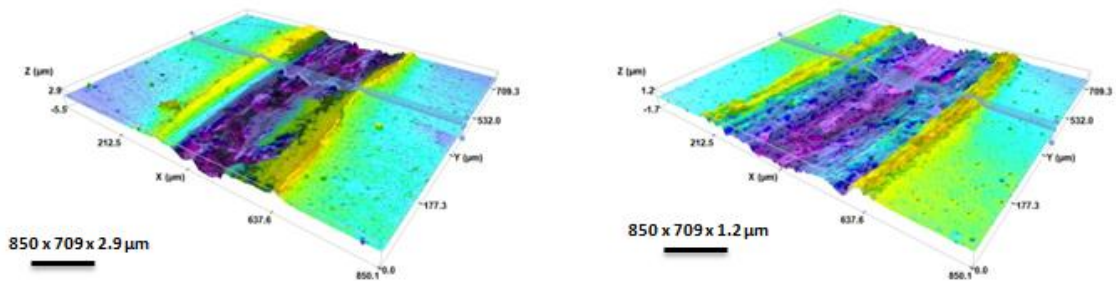 Z (µm)
2.9
-5.5
212.5
X (µm)
637.6
850.1
0.0
177.3
Y (µm)
532.0
709.3
850 x 709 x 2.9 µm
Z (µm)
1.2
-1.7
212.5
X (µm)
637.6
850.1
0.0
177.3
Y (µm)
532.0
709.3
850 x 709 x 1.2 µm